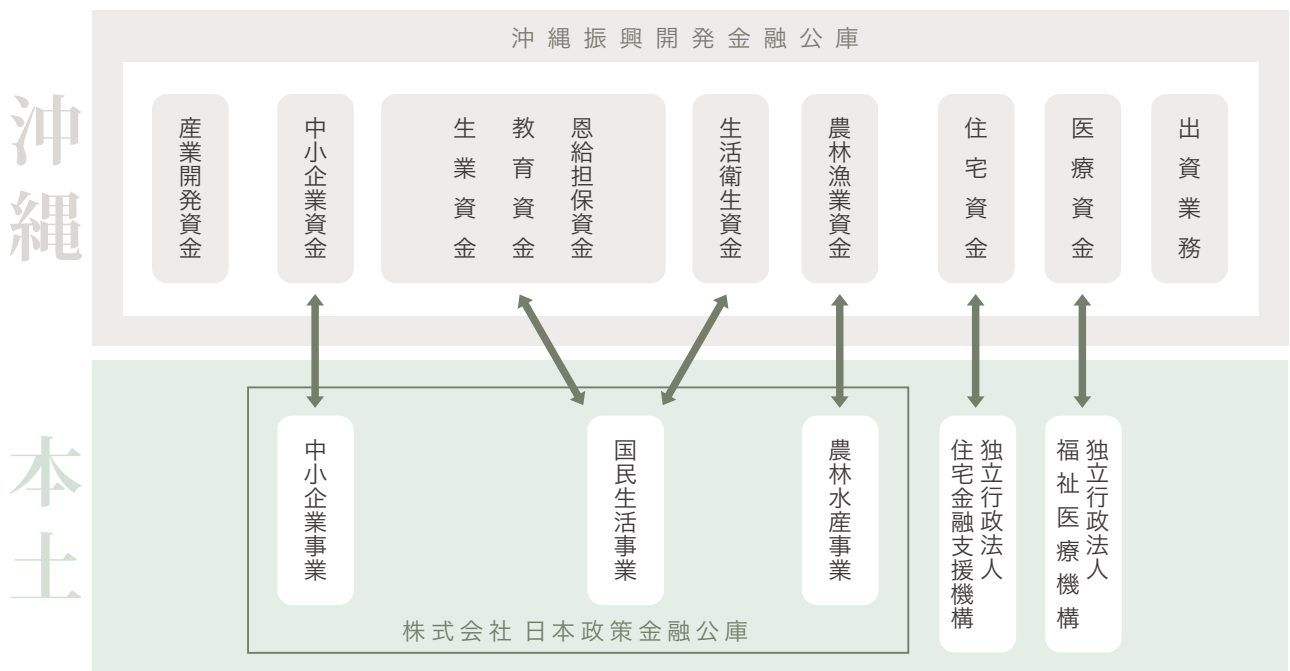 沖縄
沖縄振興開発金融公庫
産業開発資金
中小企業資金
生業資金
教育資金
恩給担保資金
生活衛生資金
農林漁業資金
住宅資金
医療資金
出資業務
本土
中小企業事業
国民生活事業
農林水産事業
株式会社 日本政策金融公庫
独立行政法人
住宅金融支援機構
独立行政法人
福祉医療機構